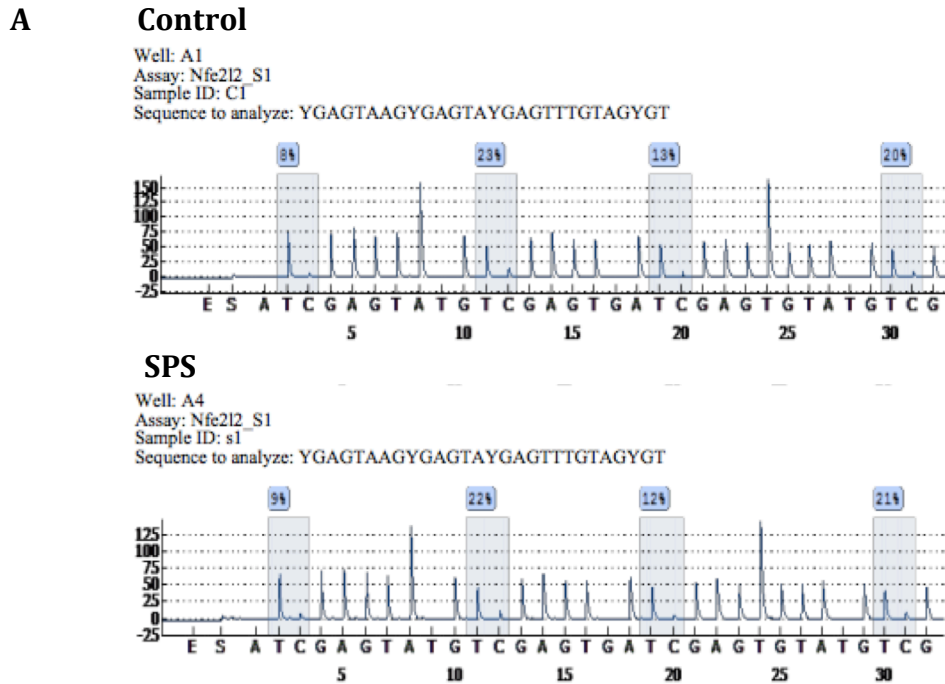 A Control
Well: A1
Assay: Nfe2l2_S1
Sample ID: C1
Sequence to analyze: YGAGTAAGYGAGTAYGAGTTTGTAGYGT
8% 23% 13% 20%
150
125
100
75
50
25
0
-25
E S A T C G A G T A T G T C G A G T G A T C G A G T G T A T G T C G
5 10 15 20 25 30
SPS
Well: A4
Assay: Nfe2l2_S1
Sample ID: s1
Sequence to analyze: YGAGTAAGYGAGTAYGAGTTTGTAGYGT
9% 22% 12% 21%
125
100
75
50
25
0
-25
E S A T C G A G T A T G T C G A G T G A T C G A G T G T A T G T C G
5 10 15 20 25 30